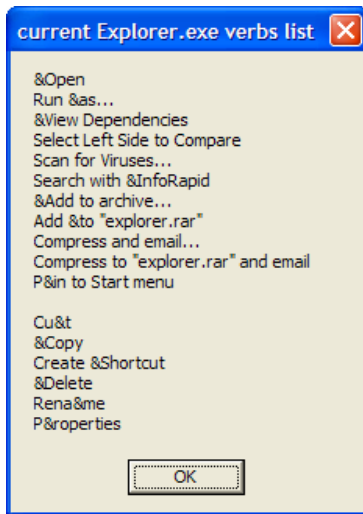 current Explorer.exe verbs list
&Open
Run &as...
&View Dependencies
Select Left Side to Compare
Scan for Viruses...
Search with &InfoRapid
&Add to archive...
Add &to "explorer.rar"
Compress and email...
Compress to "explorer.rar" and email
P&in to Start menu
Cu&t
&Copy
Create &Shortcut
&Delete
Rena&me
P&roperties
OK